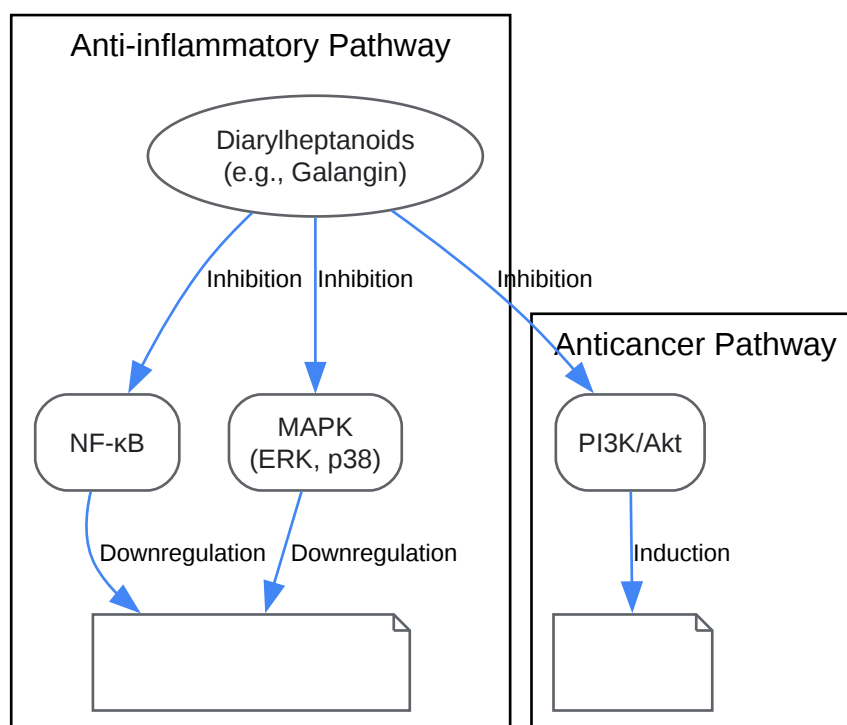 Anti-inflammatory Pathway
Diarylheptanoids
(e.g., Galangin)
Inhibition
Inhibition
Inhibition
Anticancer Pathway
NF-κB
MAPK
(ERK, p38)
PI3K/Akt
Downregulation
Downregulation
Induction